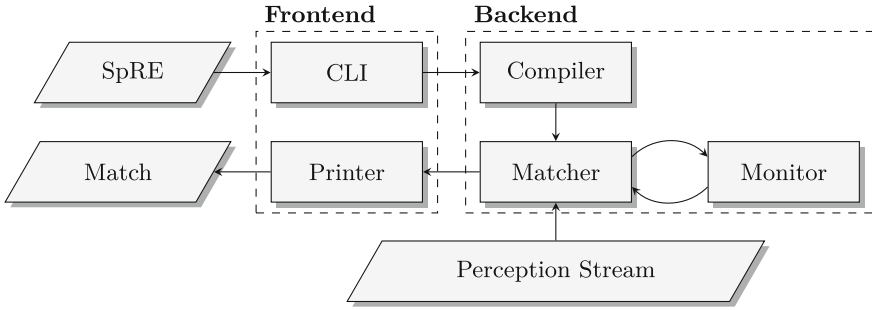 Frontend
Backend
SpRE
CLI
Compiler
Match
Printer
Matcher
Monitor
Perception Stream